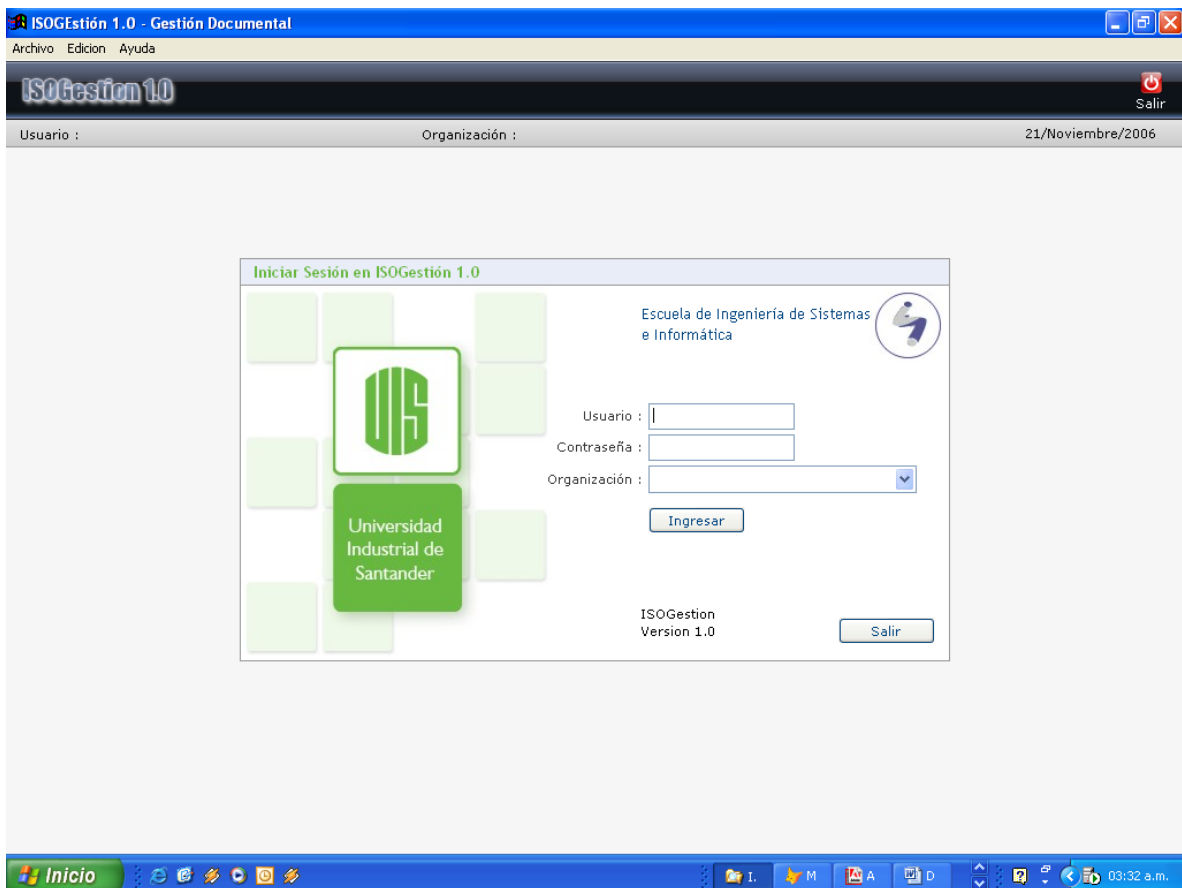 ISOGEstión 1.0 - Gestión Documental
Archivo Edicion Ayuda
ISOGestion 1.0
Salir
Usuario : Organización : 21/Noviembre/2006
Iniciar Sesión en ISOGestión 1.0
Escuela de Ingeniería de Sistemas
e Informática
UIS
Universidad
Industrial de
Santander
Usuario :
Contraseña :
Organización :
Ingresar
ISOGestion
Version 1.0
Salir
Inicio I. M A D 03:32 a.m.